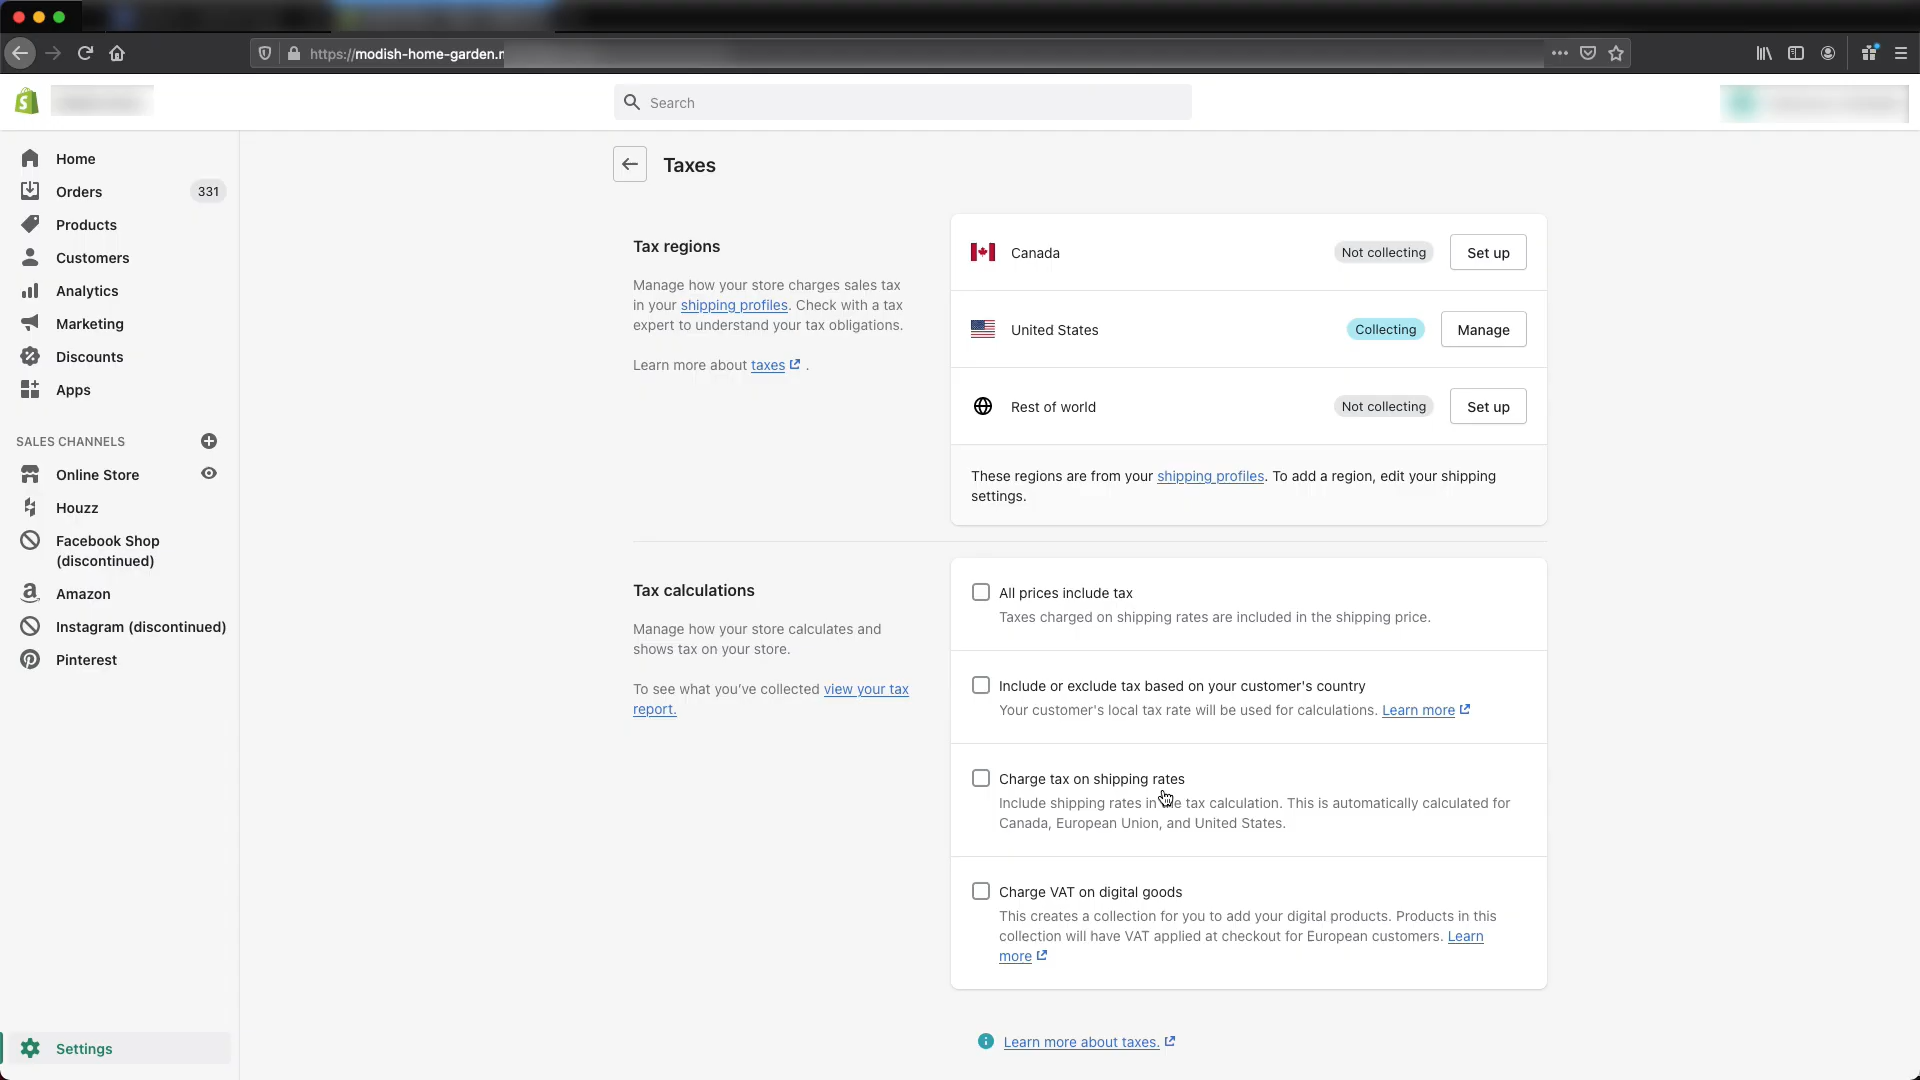 https://modish-home-garden.
Search
Home
Orders 331
Products
Customers
Analytics
Marketing
Discounts
Apps
SALES CHANNELS
Online Store
Houzz
Facebook Shop
(discontinued)
Amazon
Instagram (discontinued)
Pinterest
Settings
Taxes
Tax regions
Manage how your store charges sales tax
in your shipping profiles. Check with a tax
expert to understand your tax obligations.
Learn more about taxes .
Canada Not collecting Set up
United States Collecting Manage
Rest of world Not collecting Set up
These regions are from your shipping profiles. To add a region, edit your shipping
settings.
Tax calculations
Manage how your store calculates and
shows tax on your store.
To see what you've collected view your tax
report.
All prices include tax
Taxes charged on shipping rates are included in the shipping price.
Include or exclude tax based on your customer's country
Your customer's local tax rate will be used for calculations. Learn more
Charge tax on shipping rates
Include shipping rates in tax calculation. This is automatically calculated for
Canada, European Union, and United States.
Charge VAT on digital goods
This creates a collection for you to add your digital products. Products in this
collection will have VAT applied at checkout for European customers. Learn
more
Learn more about taxes.